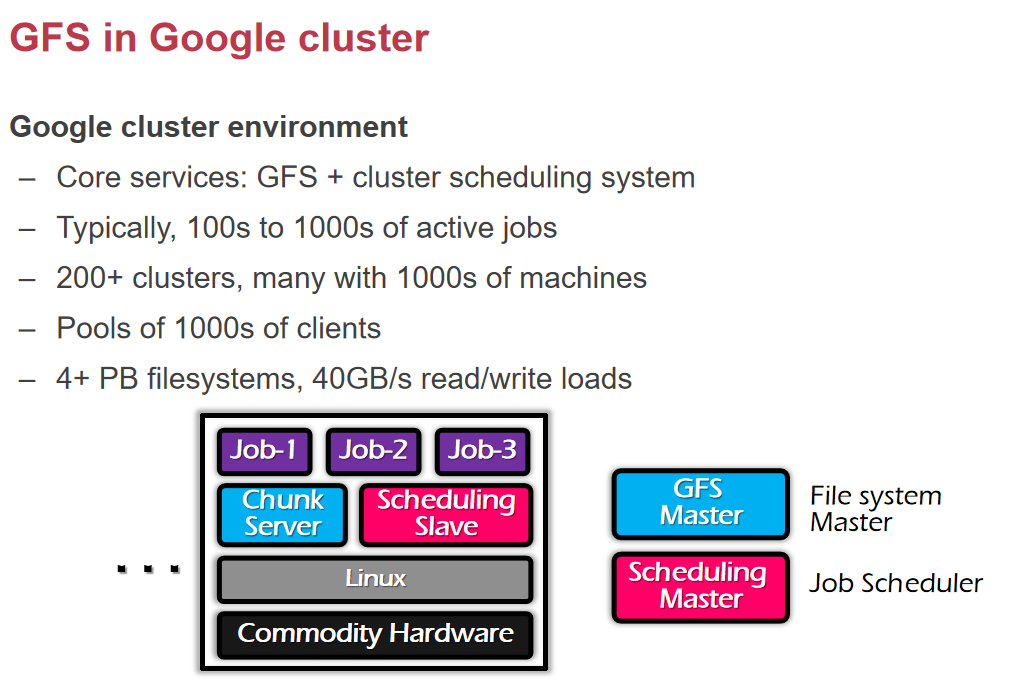 GFS in Google cluster
Google cluster environment
– Core services: GFS + cluster scheduling system
– Typically, 100s to 1000s of active jobs
– 200+ clusters, many with 1000s of machines
– Pools of 1000s of clients
– 4+ PB filesystems, 40GB/s read/write loads
Job-1 Job-2 Job-3
Chunk
Server
Scheduling
Slave
Linux
Commodity Hardware
...
GFS
Master
File system
Master
Scheduling
Master
Job Scheduler